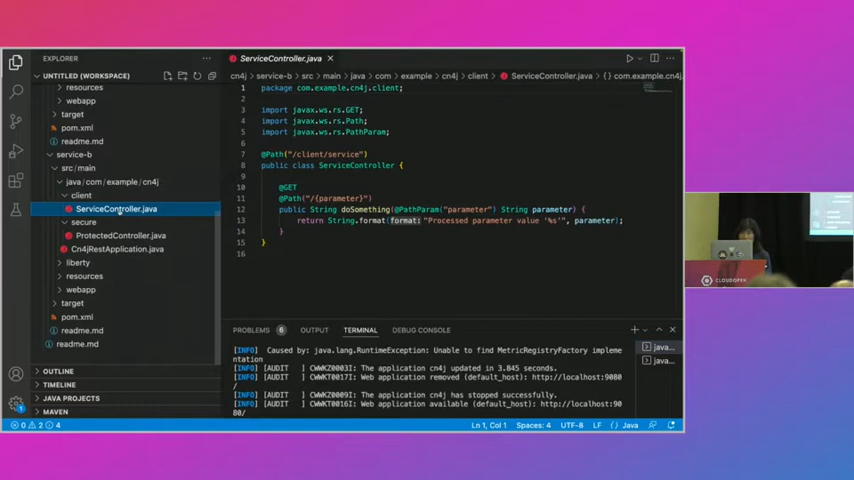 EXPLORER
UNTITLED (WORKSPACE)
resources
webapp
target
pom.xml
readme.md
service-b
src / main
java / com / example / cn4j
client
ServiceController.java
secure
ProtectedController.java
Cn4jRestApplication.java
liberty
resources
webapp
target
pom.xml
readme.md
readme.md
OUTLINE
TIMELINE
JAVA PROJECTS
MAVEN
ServiceController.java
cn4j > service-b > src > main > java > com > example > cn4j > client > ServiceController.java > {} com.example.cn4j.
1 package com.example.cn4j.client;
2
3 import javax.ws.rs.GET;
4 import javax.ws.rs.Path;
5 import javax.ws.rs.PathParam;
6
7 @Path("/client/service")
8 public class ServiceController {
9
10 @GET
11 @Path("/{parameter}")
12 public String doSomething(@PathParam("parameter") String parameter) {
13 return String.format(format: "Processed parameter value '%s'", parameter);
14 }
15 }
16
PROBLEMS 6 OUTPUT TERMINAL DEBUG CONSOLE
[INFO] Caused by: java.lang.RuntimeException: Unable to find MetricRegistryFactory impleme
ntation
[INFO] [AUDIT ] CWWKZ0003I: The application cn4j updated in 3.845 seconds.
[INFO] [AUDIT ] CWWKT0017I: Web application removed (default_host): http://localhost:9080
/
[INFO] [AUDIT ] CWWKZ0009I: The application cn4j has stopped successfully.
[INFO] [AUDIT ] CWWKT0016I: Web application available (default_host): http://localhost:90
80/
java...
java...
1
0 2 4
Ln 1, Col 1 Spaces: 4 UTF-8 LF {} Java
CLOUDOPEN